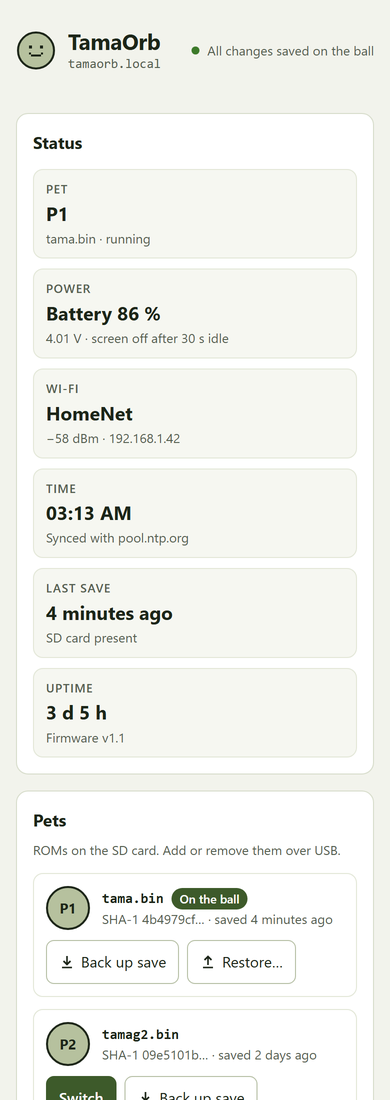 TamaOrb
tamaorb.local
All changes saved on the ball
Status
PET
P1
tama.bin · running
POWER
Battery 86 %
4.01 V · screen off after 30 s idle
WI-FI
HomeNet
−58 dBm · 192.168.1.42
TIME
03:13 AM
Synced with pool.ntp.org
LAST SAVE
4 minutes ago
SD card present
UPTIME
3 d 5 h
Firmware v1.1
Pets
ROMs on the SD card. Add or remove them over USB.
P1
tama.bin On the ball
SHA-1 4b4979cf… · saved 4 minutes ago
Back up save Restore…
P2
tamag2.bin
SHA-1 09e5101b… · saved 2 days ago
Switch Back up save